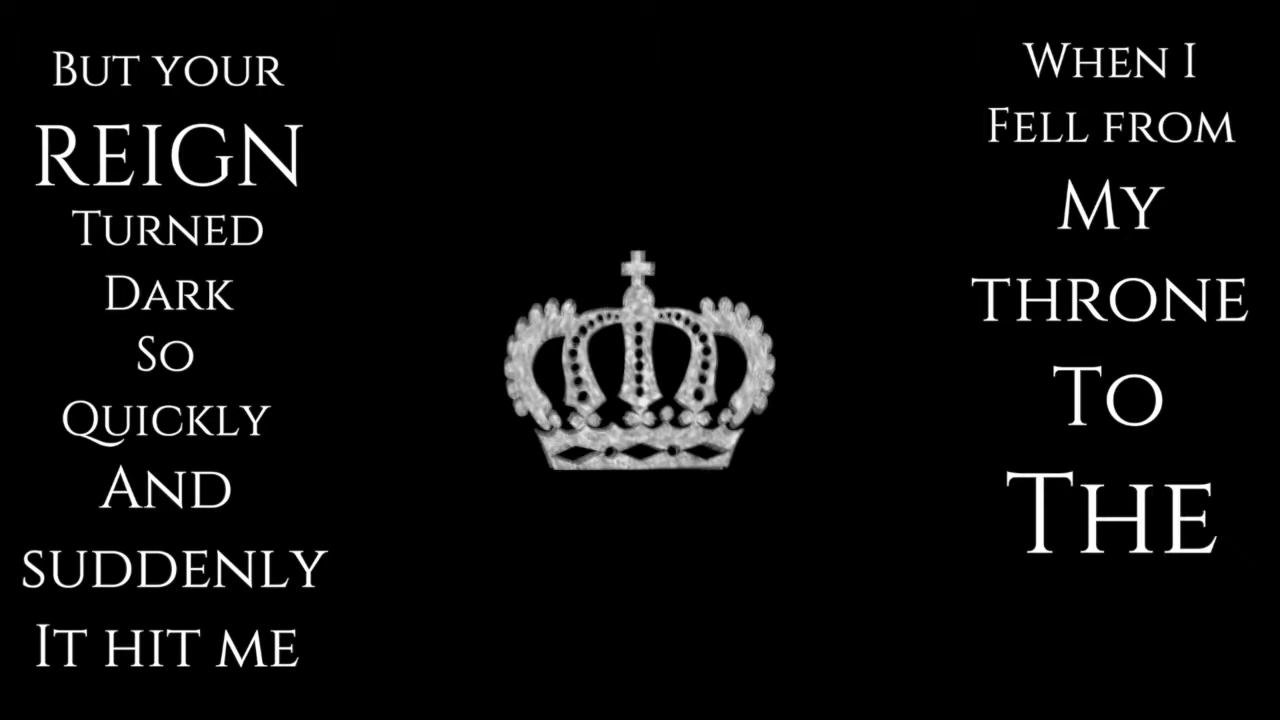 But your
REIGN
Turned
Dark
So
Quickly
And
suddenly
It hit me
When I
Fell from
My
throne
To
The